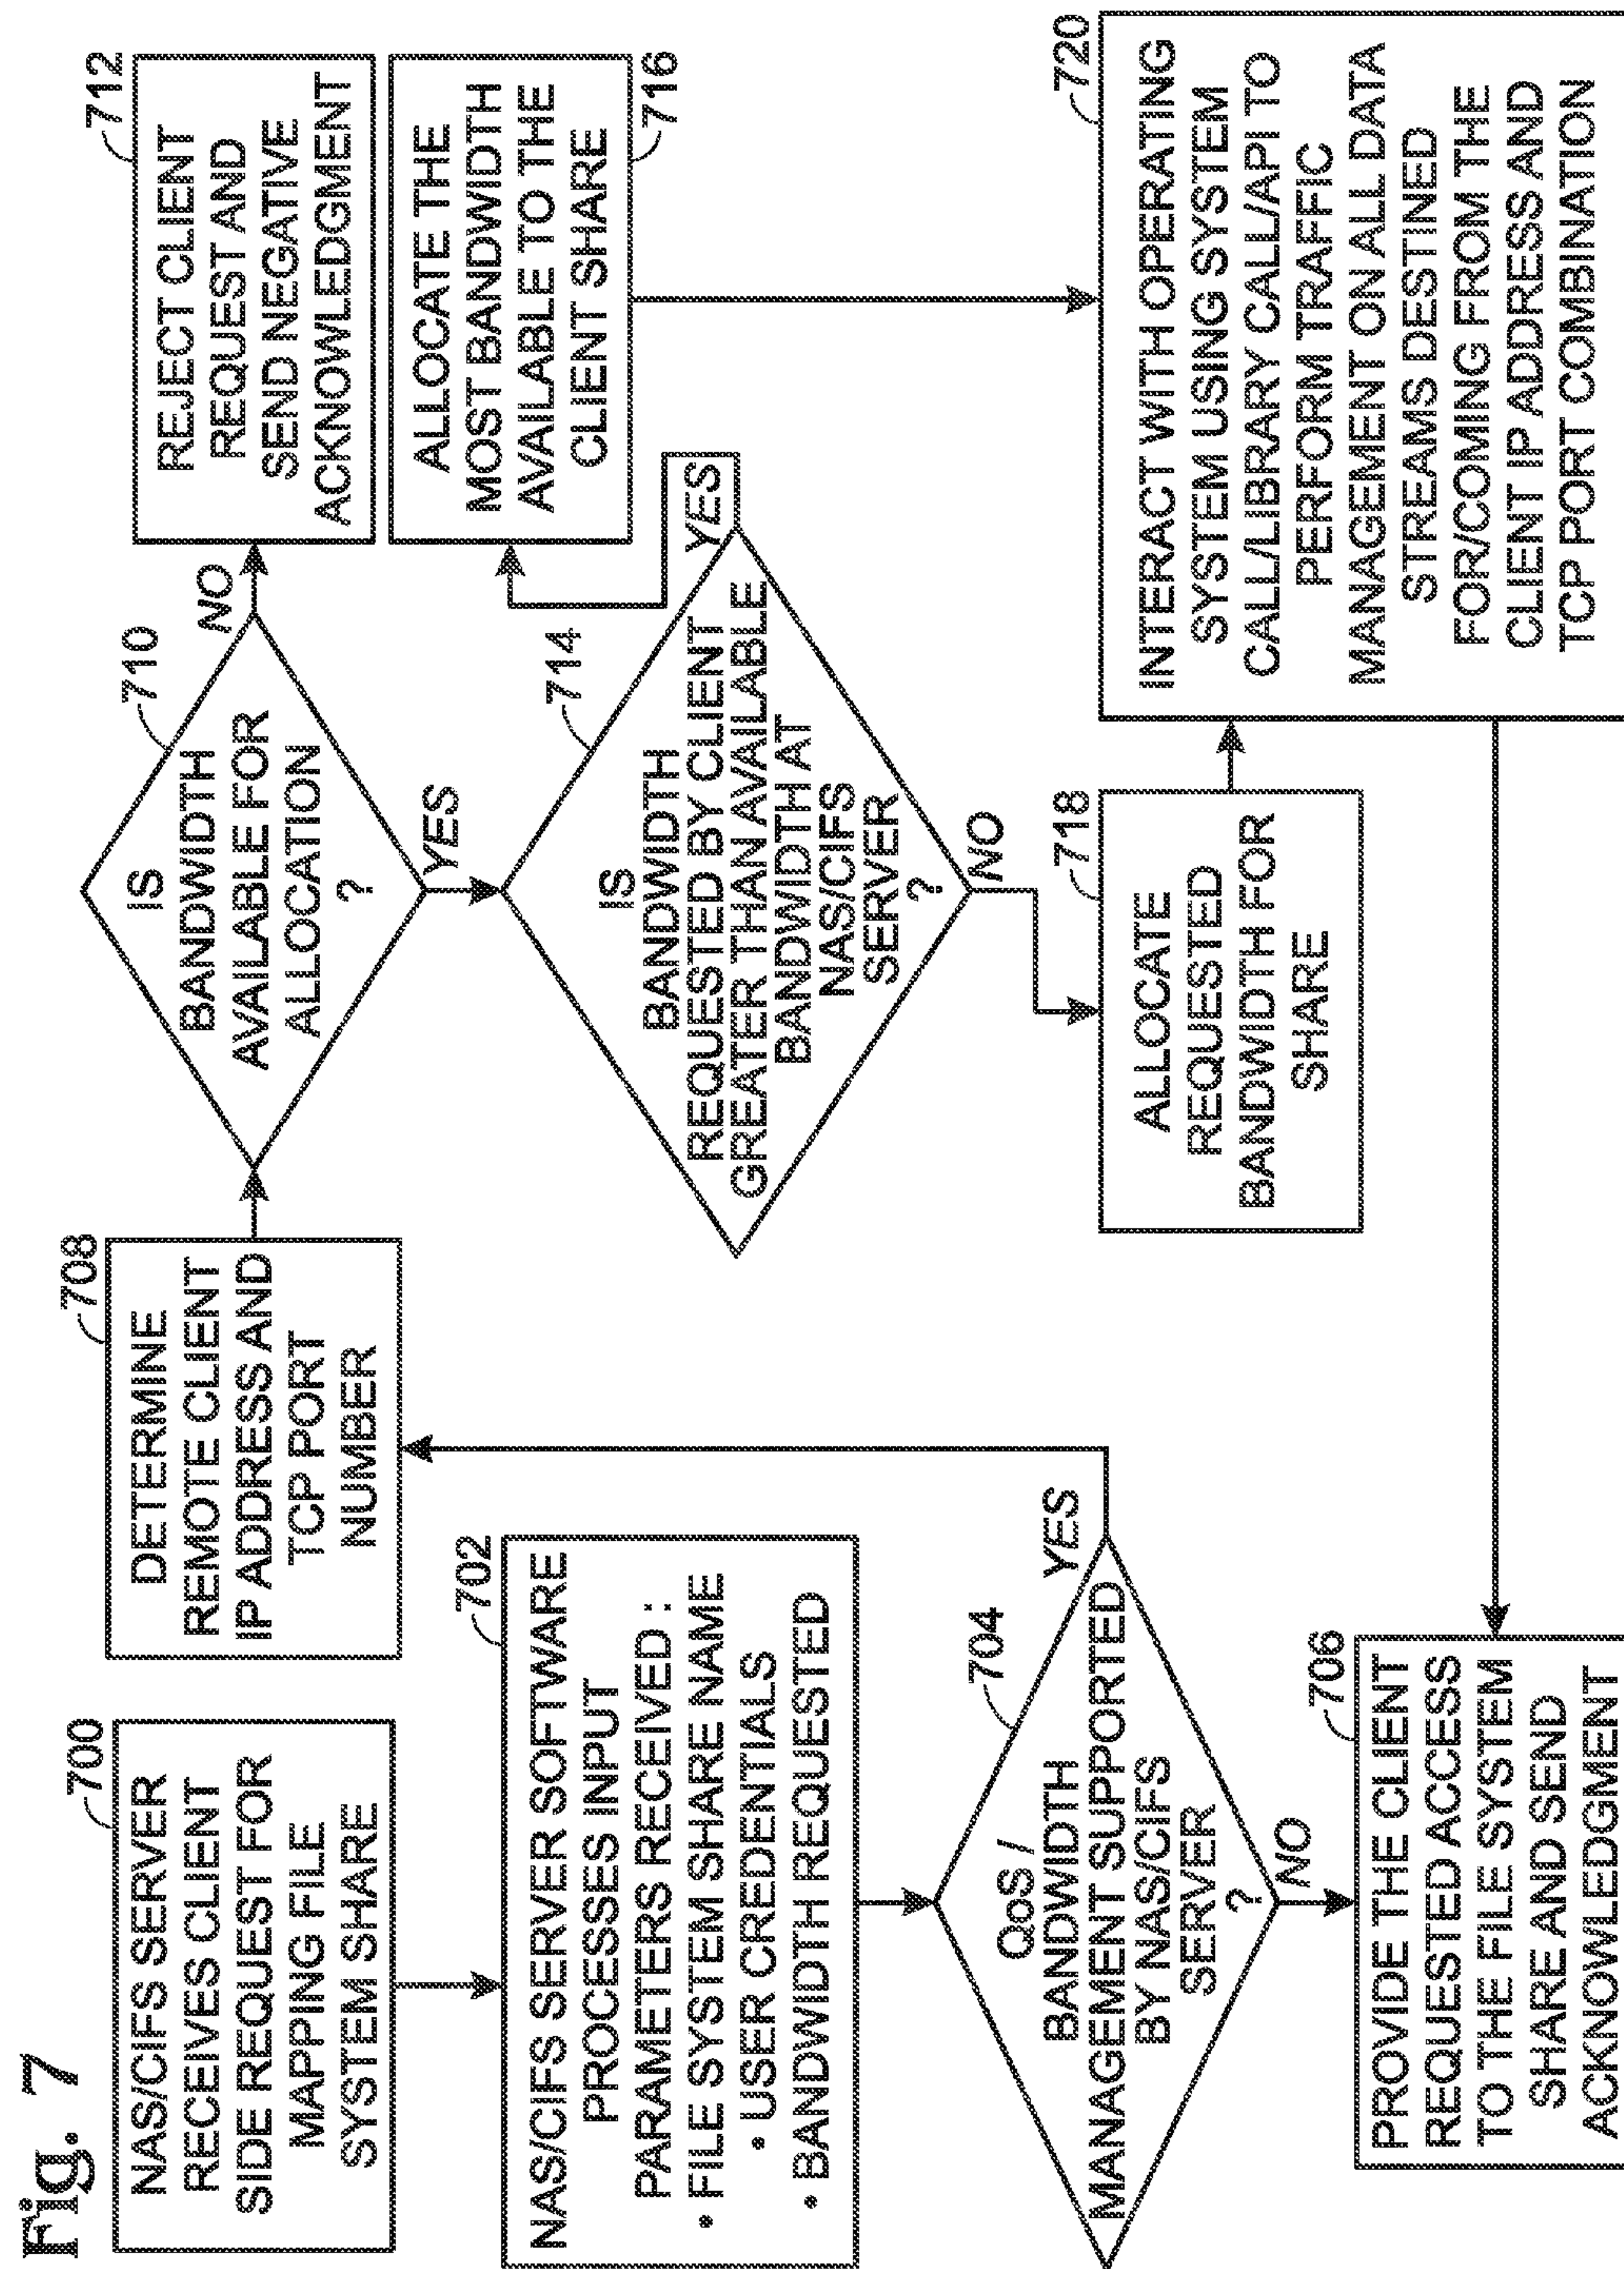 Fig. 7
700
NAS/CIFS SERVER
RECEIVES CLIENT
SIDE REQUEST FOR
MAPPING FILE
SYSTEM SHARE
702
NAS/CIFS SERVER SOFTWARE
PROCESSES INPUT
PARAMETERS RECEIVED :
• FILE SYSTEM SHARE NAME
• USER CREDENTIALS
• BANDWIDTH REQUESTED
704
QoS /
BANDWIDTH
MANAGEMENT SUPPORTED
BY NAS/CIFS
SERVER
?
YES
NO
706
PROVIDE THE CLIENT
REQUESTED ACCESS
TO THE FILE SYSTEM
SHARE AND SEND
ACKNOWLEDGMENT
708
DETERMINE
REMOTE CLIENT
IP ADDRESS AND
TCP PORT
NUMBER
710
IS
BANDWIDTH
AVAILABLE FOR
ALLOCATION
?
NO
YES
712
REJECT CLIENT
REQUEST AND
SEND NEGATIVE
ACKNOWLEDGMENT
714
IS
BANDWIDTH
REQUESTED BY CLIENT
GREATER THAN AVAILABLE
BANDWIDTH AT
NAS/CIFS
SERVER
?
YES
NO
716
ALLOCATE THE
MOST BANDWIDTH
AVAILABLE TO THE
CLIENT SHARE
718
ALLOCATE
REQUESTED
BANDWIDTH FOR
SHARE
720
INTERACT WITH OPERATING
SYSTEM USING SYSTEM
CALL/LIBRARY CALL/API TO
PERFORM TRAFFIC
MANAGEMENT ON ALL DATA
STREAMS DESTINED
FOR/COMING FROM THE
CLIENT IP ADDRESS AND
TCP PORT COMBINATION